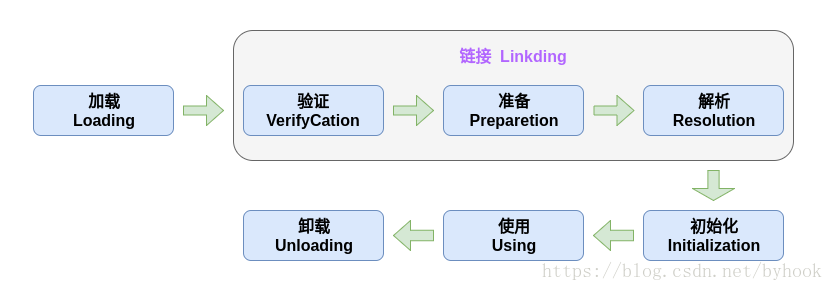 链接 Linkding
加载
Loading
验证
VerifyCation
准备
Preparetion
解析
Resolution
卸载
Unloading
使用
Using
初始化
Initialization
https://blog.csdn.net/byhook